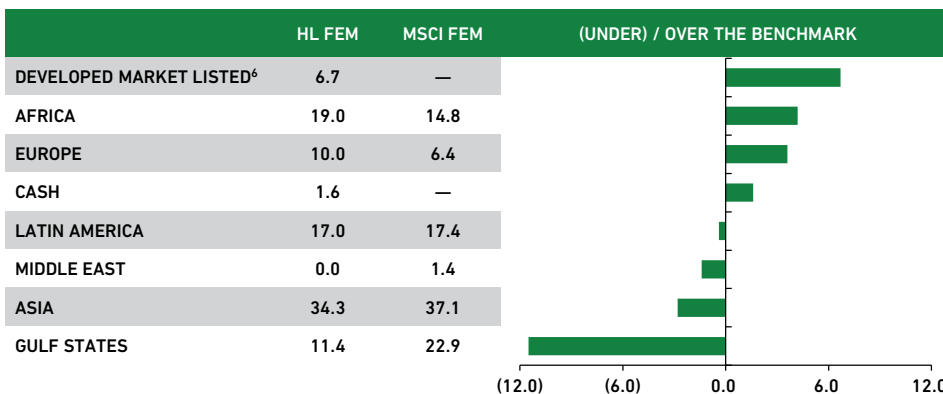 HL FEM MSCI FEM (UNDER) / OVER THE BENCHMARK
DEVELOPED MARKET LISTED⁶ 6.7 —
AFRICA 19.0 14.8
EUROPE 10.0 6.4
CASH 1.6 —
LATIN AMERICA 17.0 17.4
MIDDLE EAST 0.0 1.4
ASIA 34.3 37.1
GULF STATES 11.4 22.9
(12.0) (6.0) 0.0 6.0 12.0